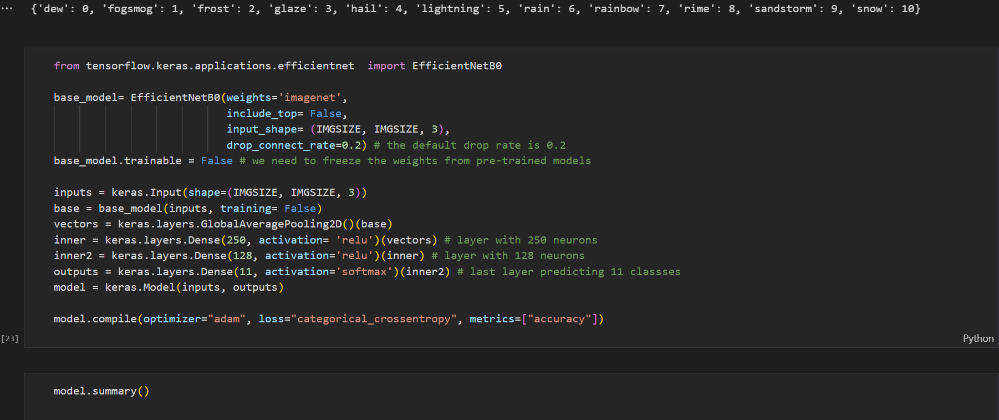 ··· {'dew': 0, 'fogsmog': 1, 'frost': 2, 'glaze': 3, 'hail': 4, 'lightning': 5, 'rain': 6, 'rainbow': 7, 'rime': 8, 'sandstorm': 9, 'snow': 10}
from tensorflow.keras.applications.efficientnet  import EfficientNetB0
base_model= EfficientNetB0(weights='imagenet',
include_top= False,
input_shape= (IMGSIZE, IMGSIZE, 3),
drop_connect_rate=0.2) # the default drop rate is 0.2
base_model.trainable = False # we need to freeze the weights from pre-trained models
inputs = keras.Input(shape=(IMGSIZE, IMGSIZE, 3))
base = base_model(inputs, training= False)
vectors = keras.layers.GlobalAveragePooling2D()(base)
inner = keras.layers.Dense(250, activation= 'relu')(vectors) # layer with 250 neurons
inner2 = keras.layers.Dense(128, activation='relu')(inner) # layer with 128 neurons
outputs = keras.layers.Dense(11, activation='softmax')(inner2) # last layer predicting 11 classses
model = keras.Model(inputs, outputs)
model.compile(optimizer="adam", loss="categorical_crossentropy", metrics=["accuracy"])
[23] Python
model.summary()